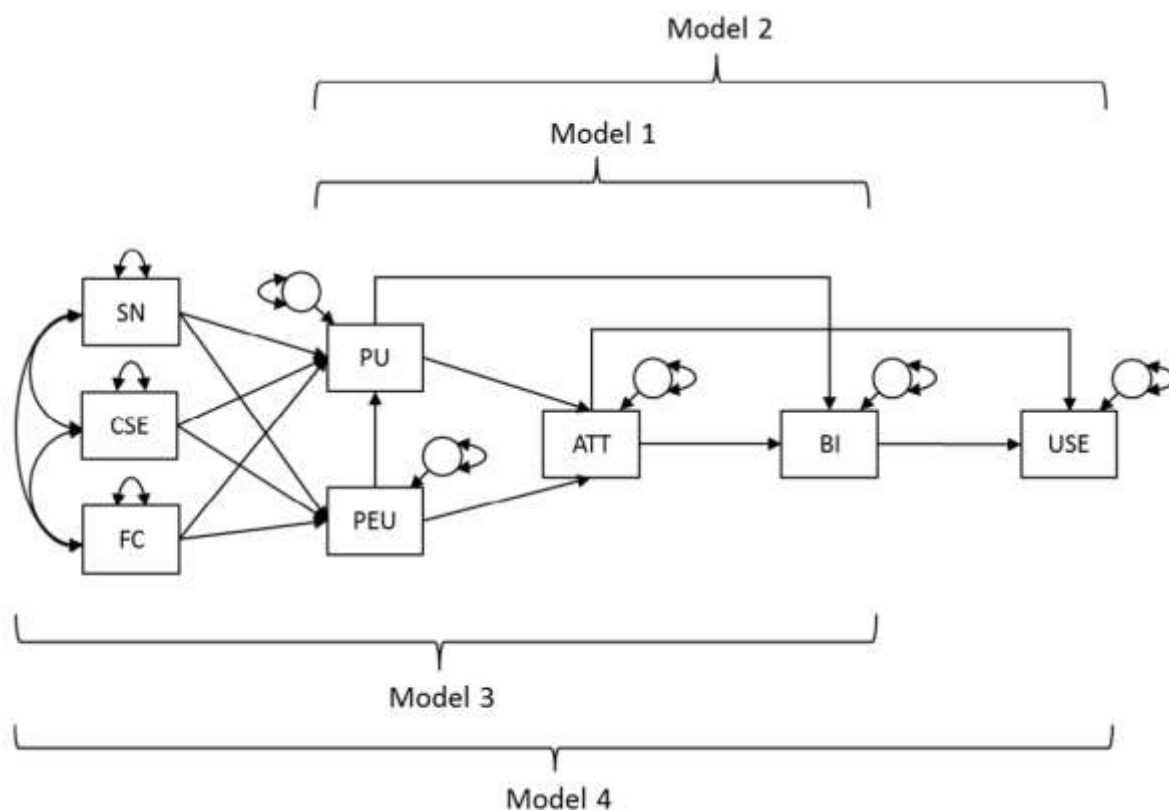 Model 2
Model 1
SN
PU
CSE
ATT
BI
USE
PEU
FC
Model 3
Model 4